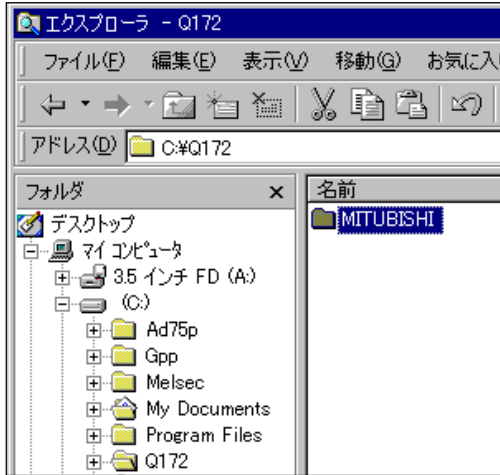 エクスプローラ - Q172
ファイル(F) 編集(E) 表示(V) 移動(G) お気に入
アドレス(D) C:¥Q172
フォルダ × 名前
デスクトップ MITUBISHI
マイ コンピュータ
3.5 インチ FD (A:)
(C:)
Ad75p
Gpp
Melsec
My Documents
Program Files
Q172